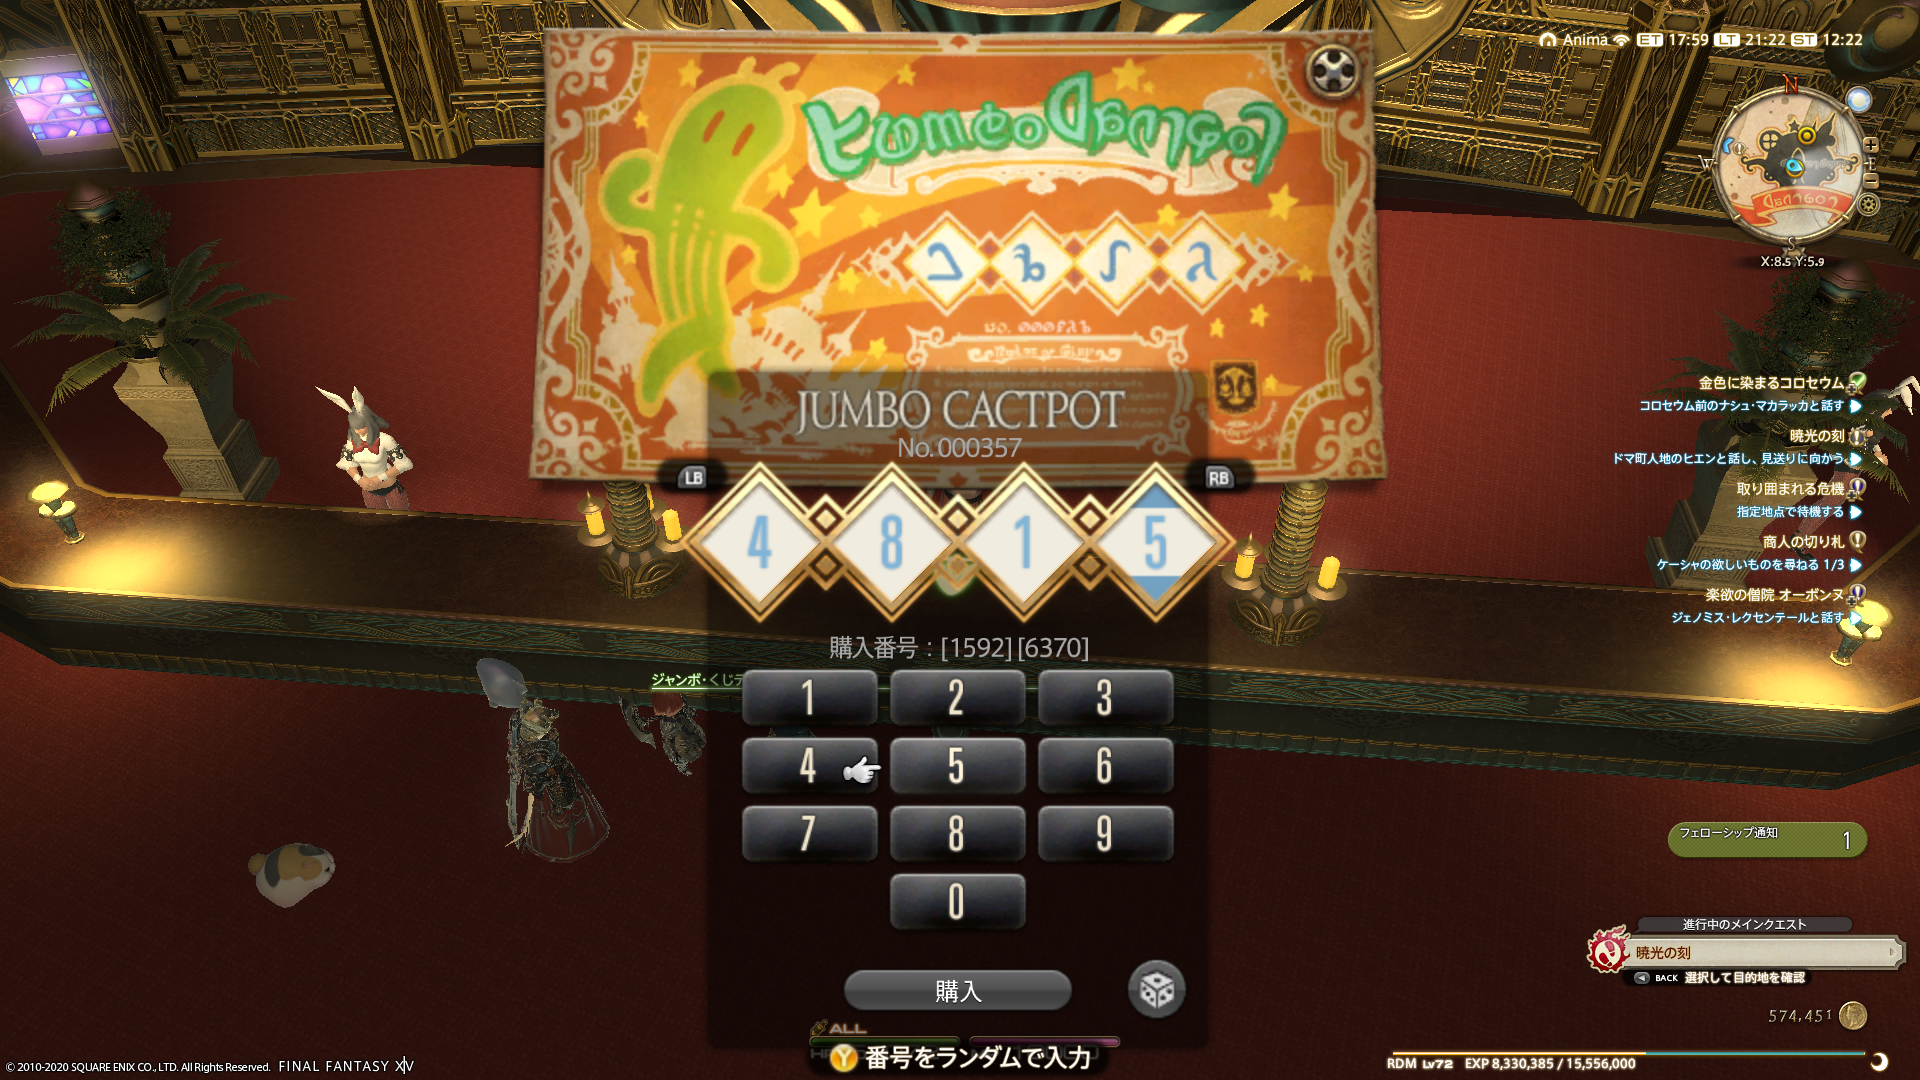 Anima ET 17:59 LT 21:22 ST 12:22
N
W
E
S
X:8.5 Y:5.9
JUMBO CACTPOT
No.000357
LB
RB
4 8 1 5
購入番号：[1592][6370]
ジャンボ・くじテ
1 2 3
4 5 6
7 8 9
0
購入
ALL
Y 番号をランダムで入力
金色に染まるコロセウム
コロセウム前のナシュ・マカラッカと話す
暁光の刻
ドマ町人地のヒエンと話し、見送りに向かう
取り囲まれる危機
指定地点で待機する
商人の切り札
ケーシャの欲しいものを尋ねる 1/3
楽欲の僧院 オーボンヌ
ジェノミス・レクセンテールと話す
フェローシップ通知 1
進行中のメインクエスト
暁光の刻
BACK 選択して目的地を確認
574,451
RDM Lv72 EXP 8,330,385 / 15,556,000
© 2010-2020 SQUARE ENIX CO., LTD. All Rights Reserved. FINAL FANTASY XIV